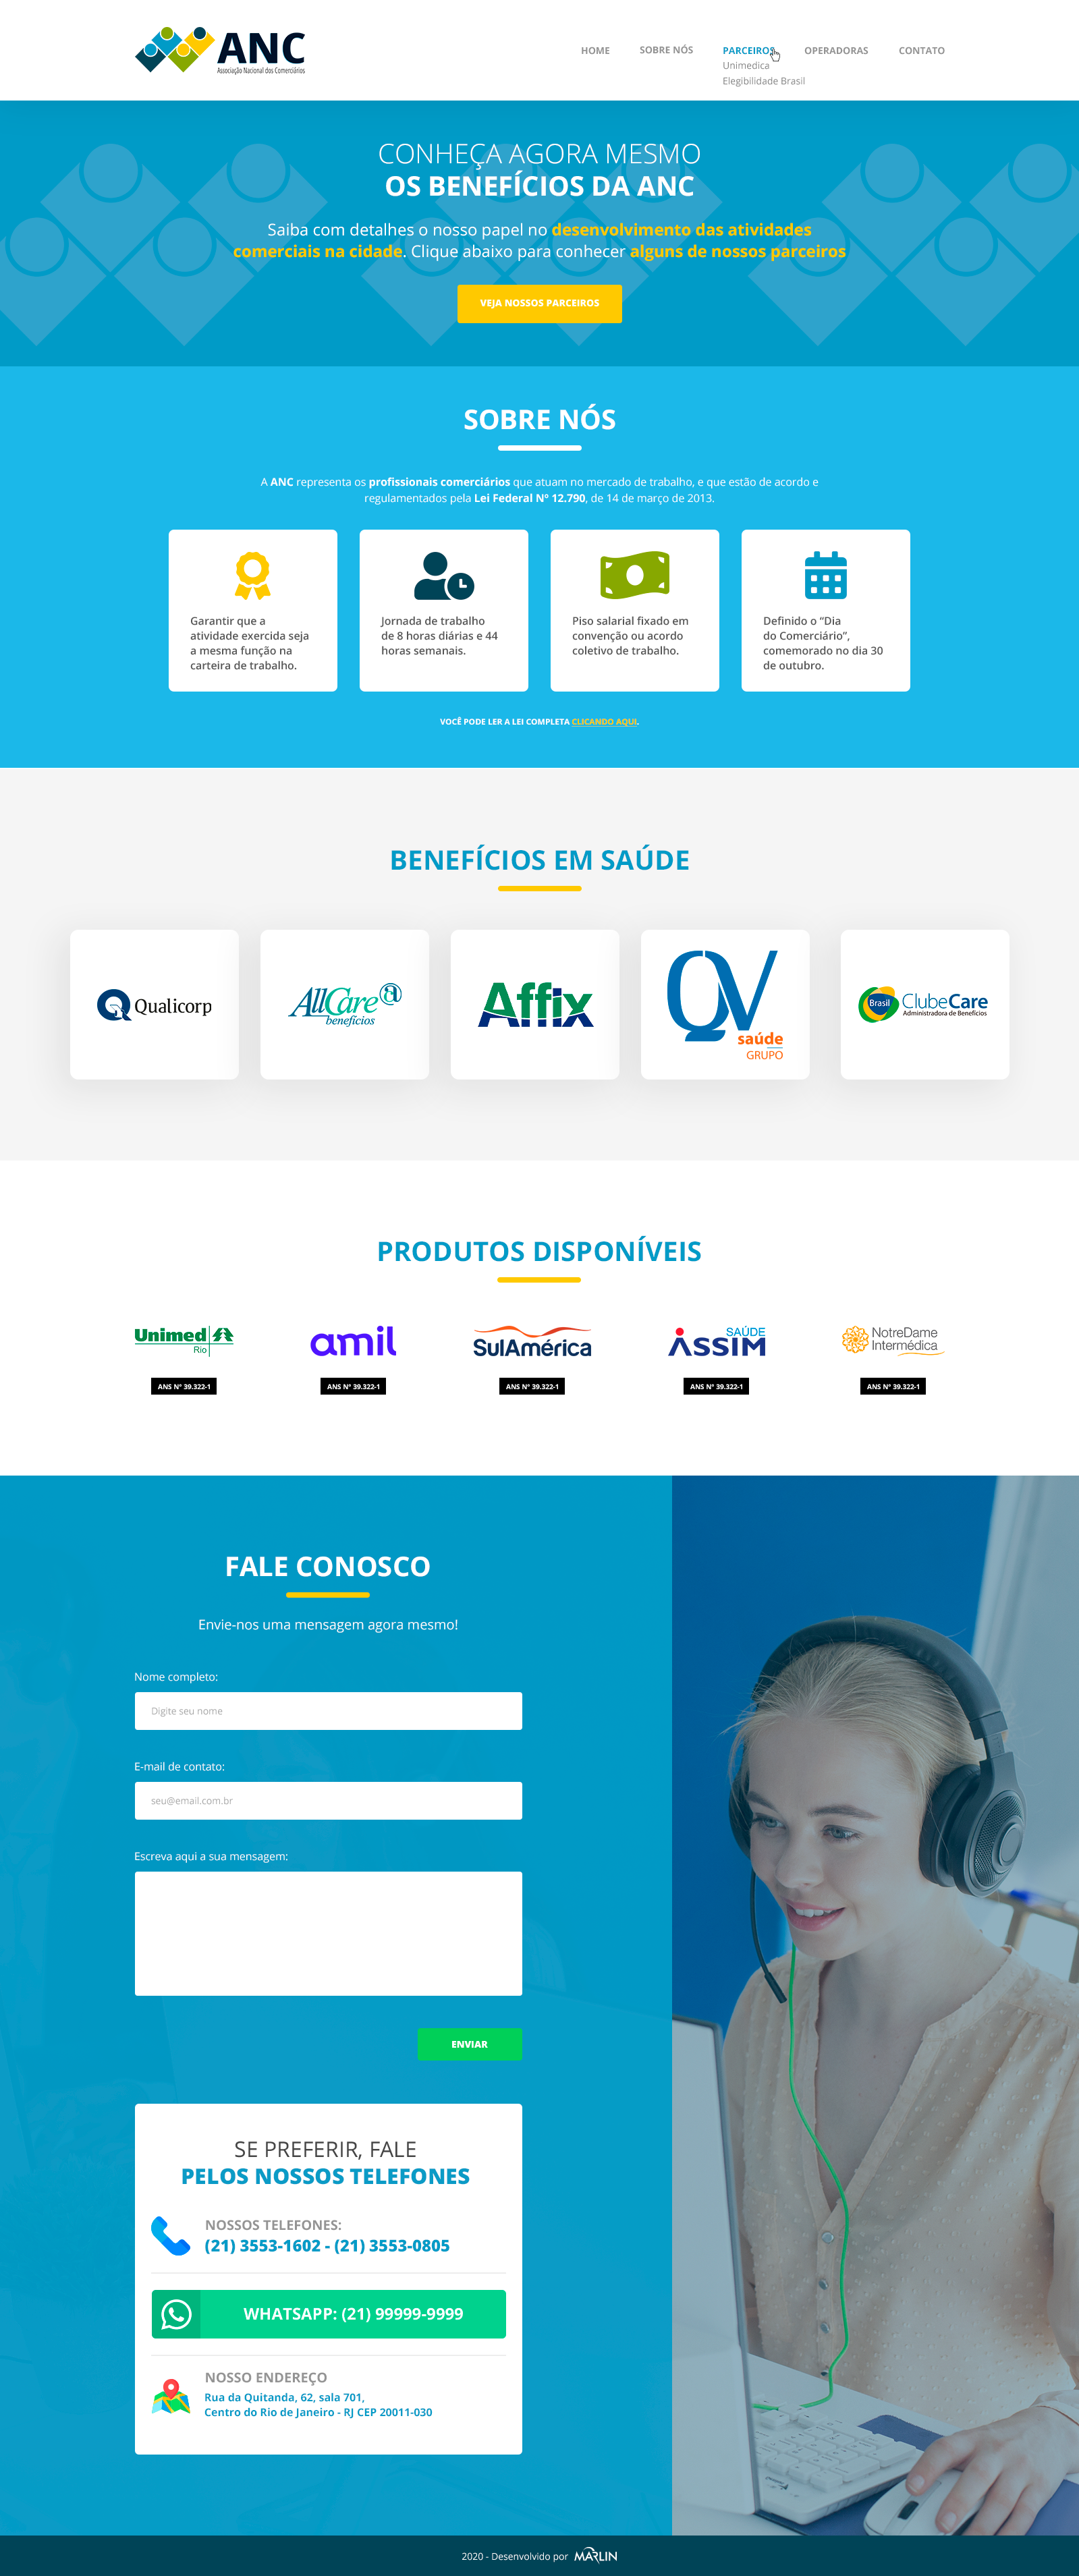 ANC
Associação Nacional dos Comerciários
HOME
SOBRE NÓS
PARCEIROS
OPERADORAS
CONTATO
Unimedica
Elegibilidade Brasil
CONHEÇA AGORA MESMO
OS BENEFÍCIOS DA ANC
Saiba com detalhes o nosso papel no desenvolvimento das atividades
comerciais na cidade. Clique abaixo para conhecer alguns de nossos parceiros
VEJA NOSSOS PARCEIROS
SOBRE NÓS
A ANC representa os profissionais comerciários que atuam no mercado de trabalho, e que estão de acordo e
regulamentados pela Lei Federal Nº 12.790, de 14 de março de 2013.
Garantir que a
atividade exercida seja
a mesma função na
carteira de trabalho.
Jornada de trabalho
de 8 horas diárias e 44
horas semanais.
Piso salarial fixado em
convenção ou acordo
coletivo de trabalho.
Definido o “Dia
do Comerciário”,
comemorado no dia 30
de outubro.
VOCÊ PODE LER A LEI COMPLETA CLICANDO AQUI.
BENEFÍCIOS EM SAÚDE
Qualicorp
AllCare
benefícios
Affix
QV
saúde
GRUPO
Brasil
ClubeCare
Administradora de Benefícios
PRODUTOS DISPONÍVEIS
Unimed
Rio
amil
SulAmérica
SAÚDE
ASSIM
NotreDame
Intermédica
ANS Nº 39.322-1
ANS Nº 39.322-1
ANS Nº 39.322-1
ANS Nº 39.322-1
ANS Nº 39.322-1
FALE CONOSCO
Envie-nos uma mensagem agora mesmo!
Nome completo:
Digite seu nome
E-mail de contato:
seu@email.com.br
Escreva aqui a sua mensagem:
ENVIAR
SE PREFERIR, FALE
PELOS NOSSOS TELEFONES
NOSSOS TELEFONES:
(21) 3553-1602 - (21) 3553-0805
WHATSAPP: (21) 99999-9999
NOSSO ENDEREÇO
Rua da Quitanda, 62, sala 701,
Centro do Rio de Janeiro - RJ CEP 20011-030
2020 - Desenvolvido por MARLIN